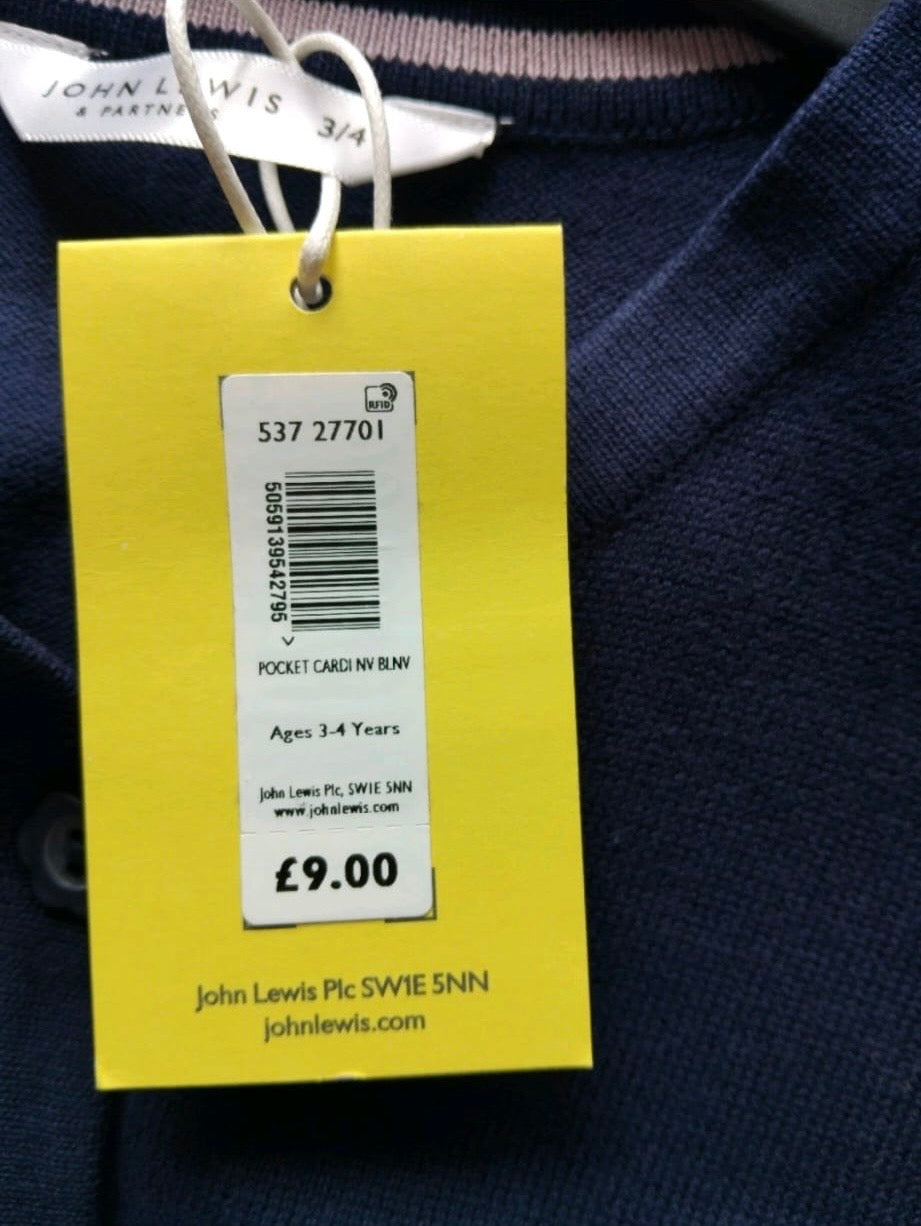 JOHN LEWIS
& PARTNERS
3/4
RFID
537 27701
5059139542795 >
POCKET CARDI NV BLNV
Ages 3-4 Years
John Lewis Plc, SW1E 5NN
www.johnlewis.com
£9.00
John Lewis Plc SW1E 5NN
johnlewis.com